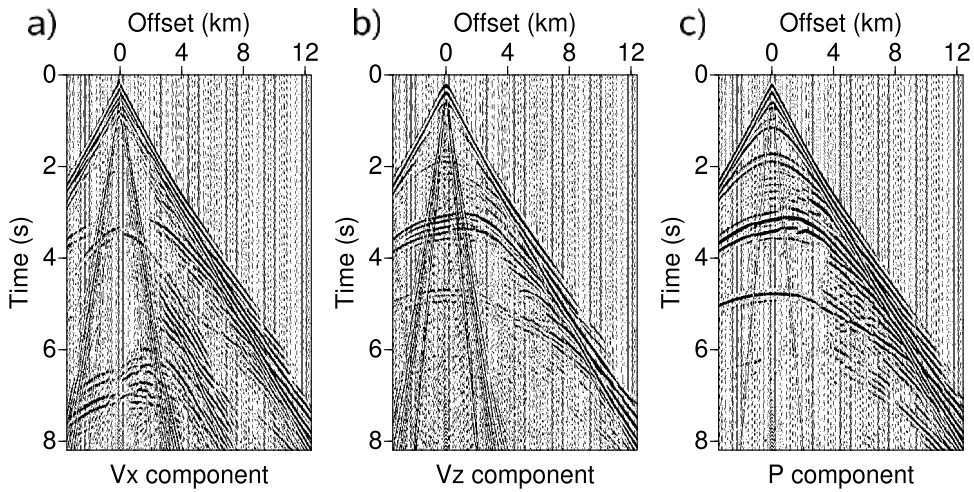 a) Offset (km)
0 4 8 12
0
2
4
6
8
Time (s)
Vx component
b) Offset (km)
0 4 8 12
0
2
4
6
8
Time (s)
Vz component
c) Offset (km)
0 4 8 12
0
2
4
6
8
Time (s)
P component